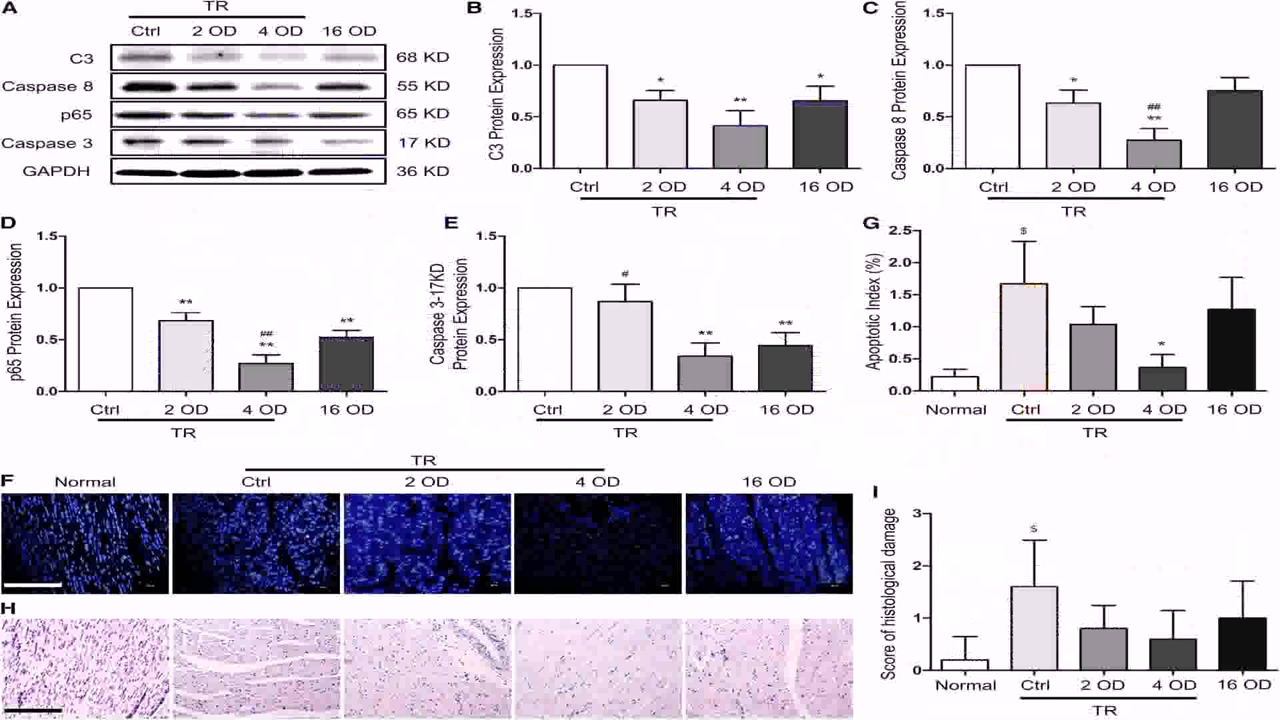 A
TR
Ctrl 2 OD 4 OD 16 OD
C3 68 KD
Caspase 8 55 KD
p65 65 KD
Caspase 3 17 KD
GAPDH 36 KD
B
C3 Protein Expression
1.5
1.0
0.5
0.0
* ** *
Ctrl 2 OD 4 OD 16 OD
TR
C
Caspase 8 Protein Expression
1.5
1.0
0.5
0.0
* ## **
Ctrl 2 OD 4 OD 16 OD
TR
D
p65 Protein Expression
1.5
1.0
0.5
0.0
** ## ** **
Ctrl 2 OD 4 OD 16 OD
TR
E
Caspase 3-17KD
Protein Expression
1.5
1.0
0.5
0.0
# ** **
Ctrl 2 OD 4 OD 16 OD
TR
G
Apoptotic Index (%)
2.5
2.0
1.5
1.0
0.5
0.0
$ *
Normal Ctrl 2 OD 4 OD 16 OD
TR
F
TR
Normal Ctrl 2 OD 4 OD 16 OD
H
I
Score of histological damage
3
2
1
0
$
Normal Ctrl 2 OD 4 OD 16 OD
TR